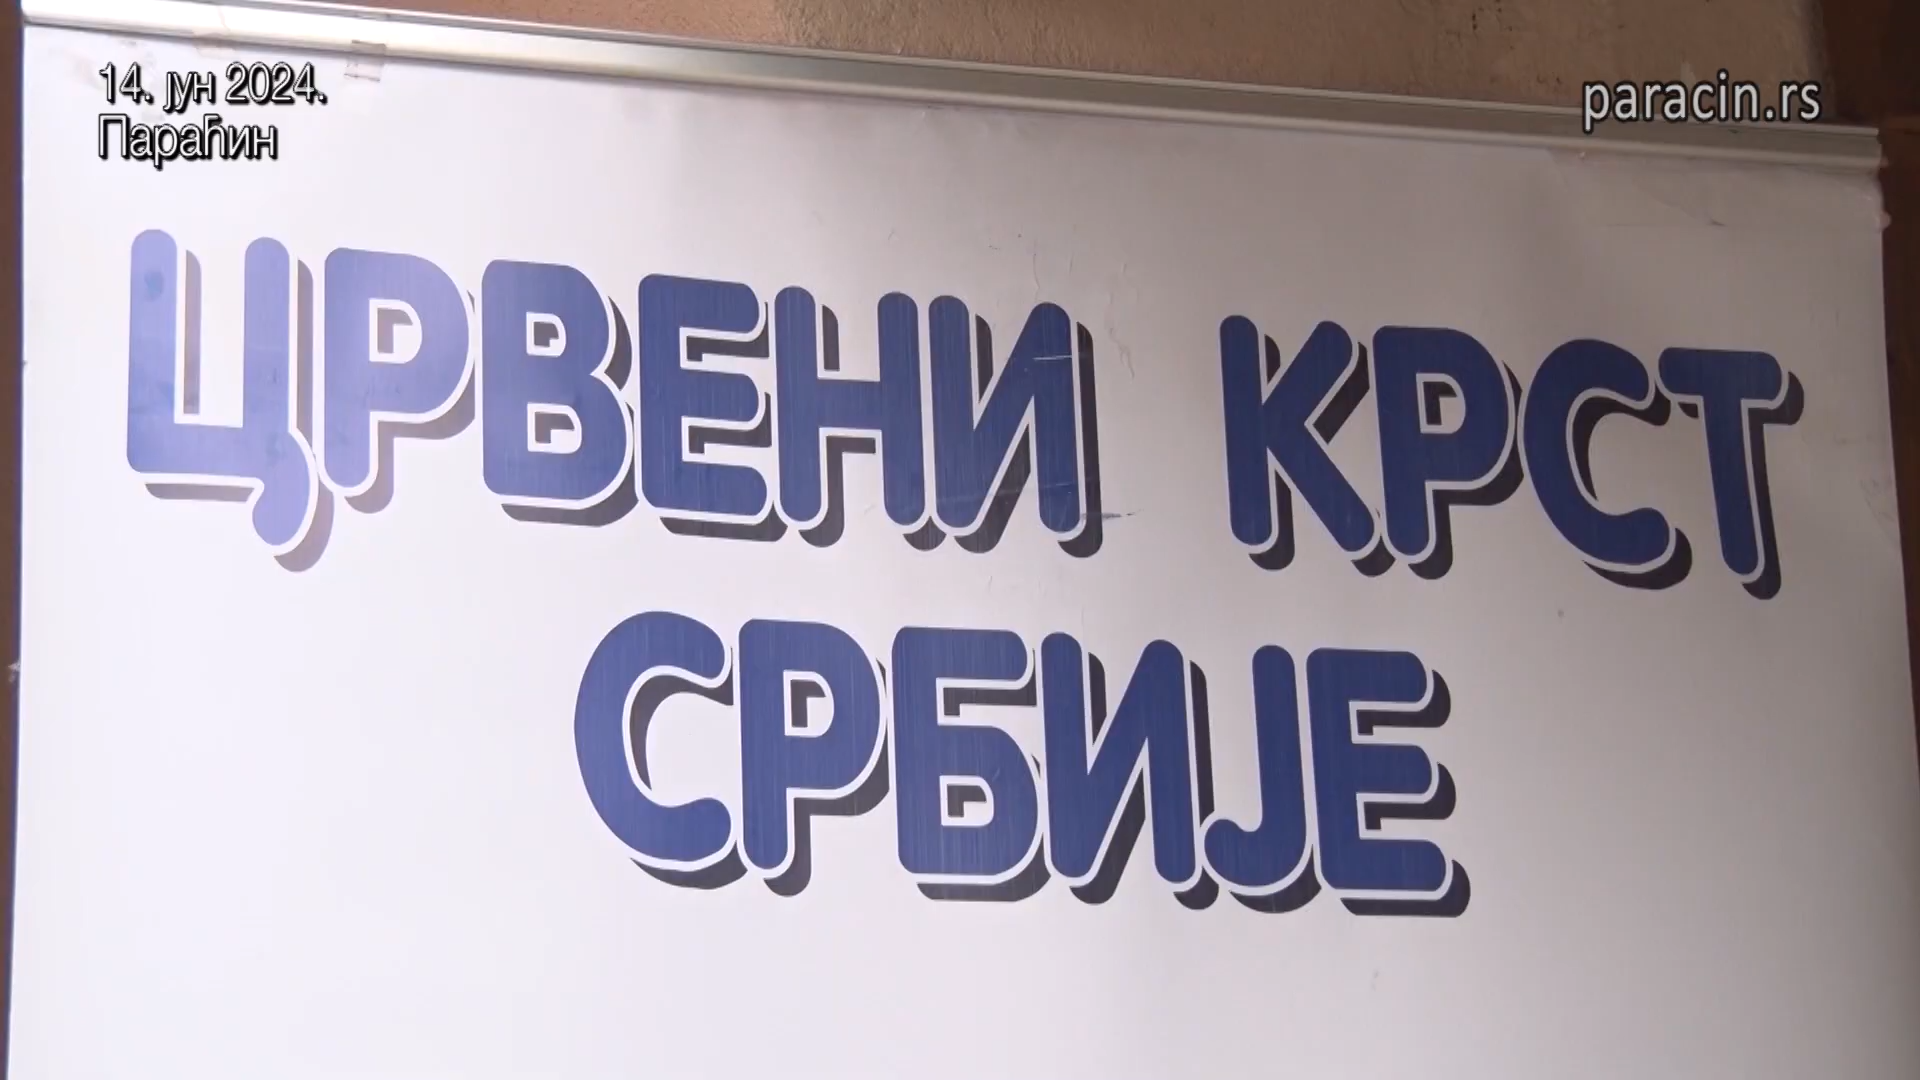 14. јун 2024.
Параћин
paracin.rs
ЦРВЕНИ КРСТ
СРБИЈЕ